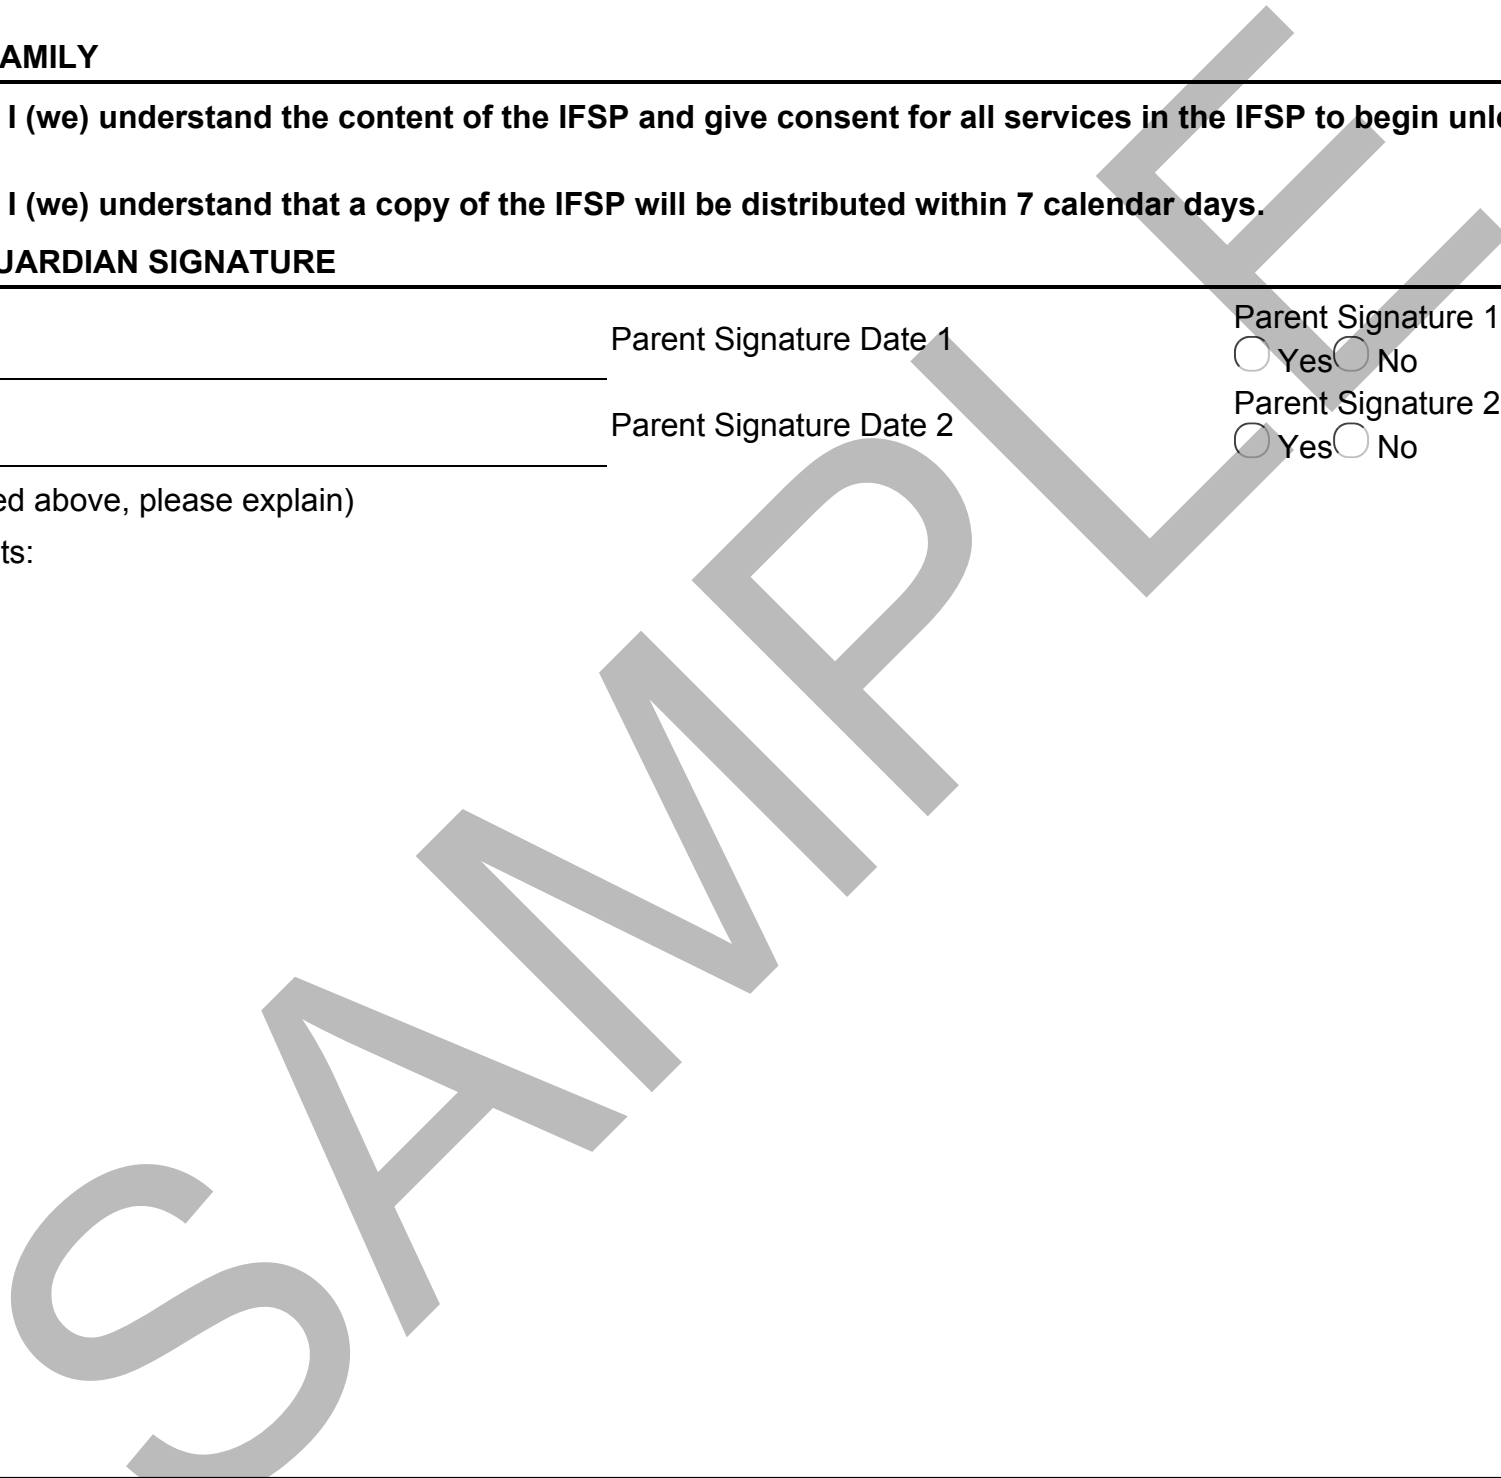 AMILY
I (we) understand the content of the IFSP and give consent for all services in the IFSP to begin
I (we) understand that a copy of the IFSP will be distributed within 7 calendar days.
UARDIAN SIGNATURE
Parent Signature Date 1
Parent Signature 1
Yes No
Parent Signature Date 2
Parent Signature 2
Yes No
ed above, please explain)
ts:
SAMPLE